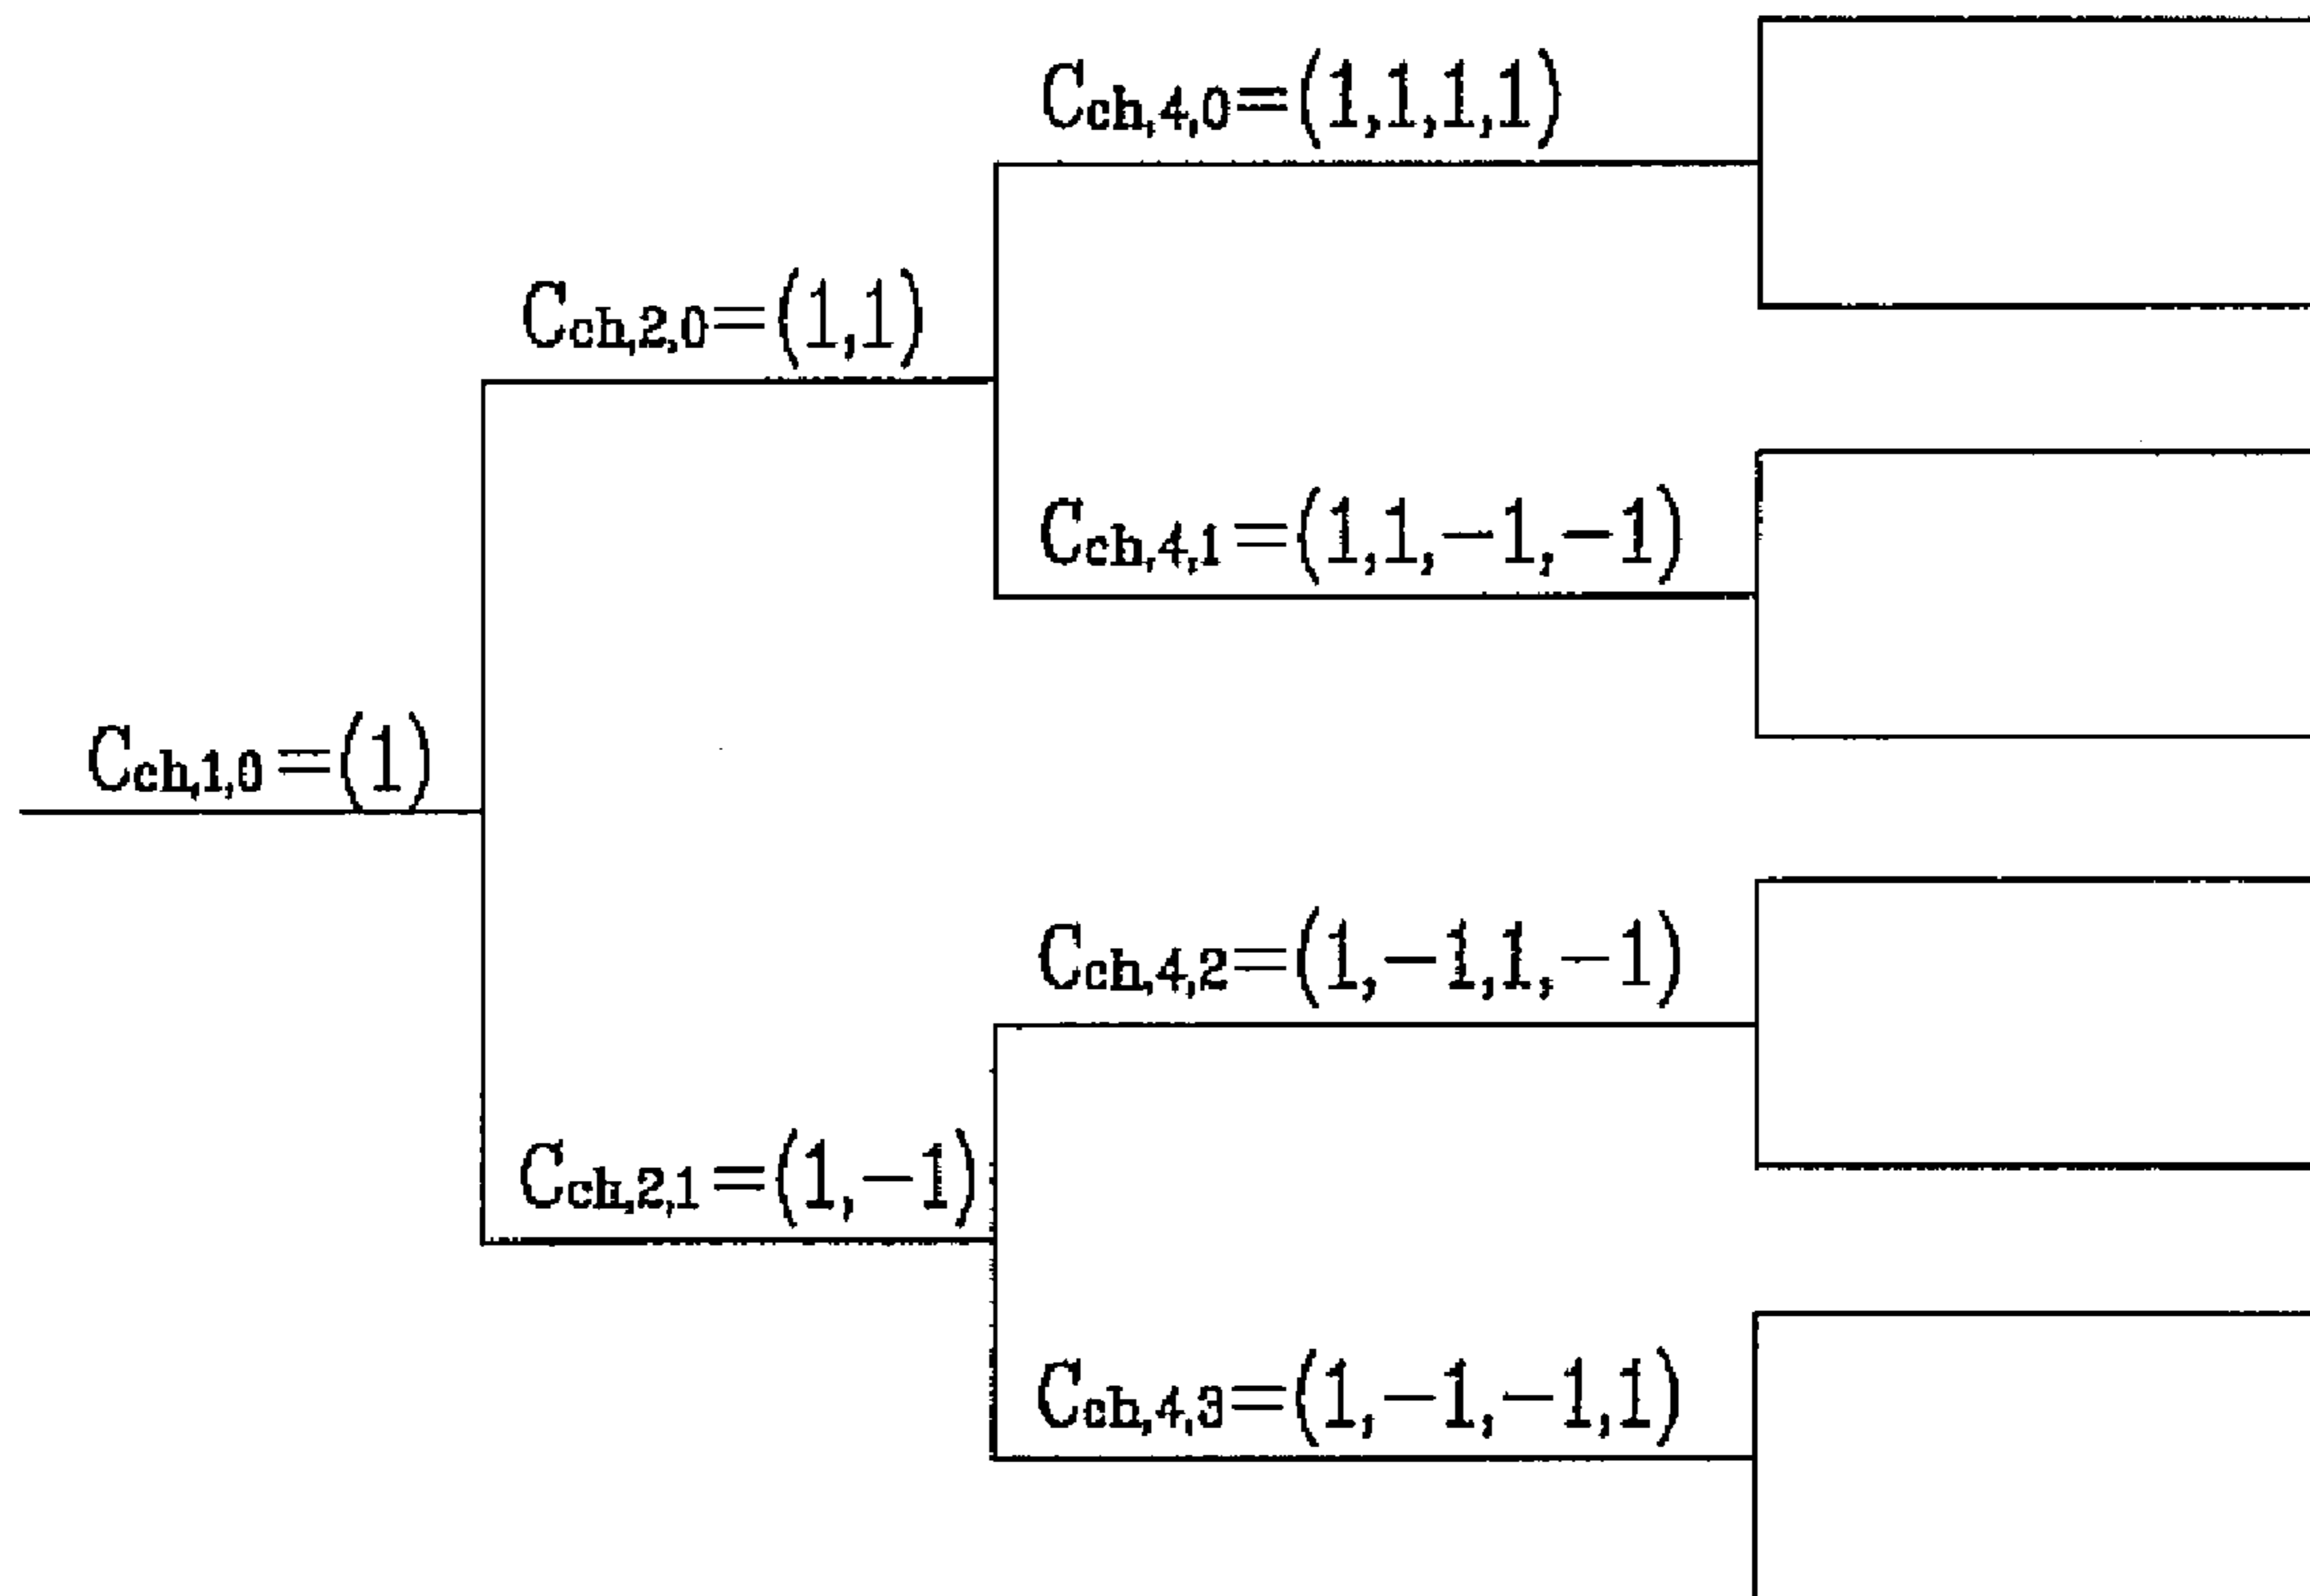 Cch,4,0=(1,1,1,1)
Cch,2,0=(1,1)
Cch,4,1=(1,1,−1,−1)
Cch,1,0=(1)
Cch,4,2=(1,−1,1,−1)
Cch,2,1=(1,−1)
Cch,4,3=(1,−1,−1,1)